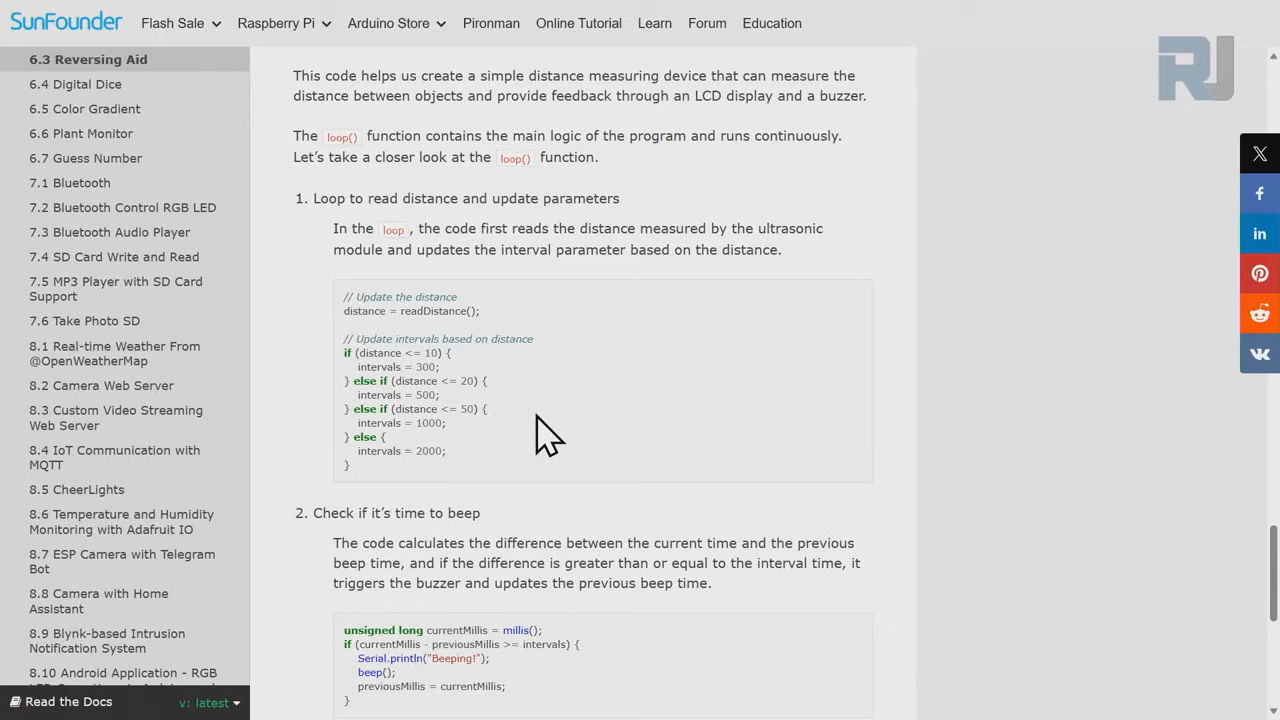 SunFounder Flash Sale Raspberry Pi Arduino Store Pironman Online Tutorial Learn Forum Education
RJ
6.3 Reversing Aid
6.4 Digital Dice
6.5 Color Gradient
6.6 Plant Monitor
6.7 Guess Number
7.1 Bluetooth
7.2 Bluetooth Control RGB LED
7.3 Bluetooth Audio Player
7.4 SD Card Write and Read
7.5 MP3 Player with SD Card
Support
7.6 Take Photo SD
8.1 Real-time Weather From
@OpenWeatherMap
8.2 Camera Web Server
8.3 Custom Video Streaming
Web Server
8.4 IoT Communication with
MQTT
8.5 CheerLights
8.6 Temperature and Humidity
Monitoring with Adafruit IO
8.7 ESP Camera with Telegram
Bot
8.8 Camera with Home
Assistant
8.9 Blynk-based Intrusion
Notification System
8.10 Android Application - RGB
Read the Docs v: latest
This code helps us create a simple distance measuring device that can measure the
distance between objects and provide feedback through an LCD display and a buzzer.
The loop() function contains the main logic of the program and runs continuously.
Let’s take a closer look at the loop() function.
1. Loop to read distance and update parameters
In the loop, the code first reads the distance measured by the ultrasonic
module and updates the interval parameter based on the distance.
// Update the distance
distance = readDistance();
// Update intervals based on distance
if (distance <= 10) {
intervals = 300;
} else if (distance <= 20) {
intervals = 500;
} else if (distance <= 50) {
intervals = 1000;
} else {
intervals = 2000;
}
2. Check if it’s time to beep
The code calculates the difference between the current time and the previous
beep time, and if the difference is greater than or equal to the interval time, it
triggers the buzzer and updates the previous beep time.
unsigned long currentMillis = millis();
if (currentMillis - previousMillis >= intervals) {
Serial.println("Beeping!");
beep();
previousMillis = currentMillis;
}